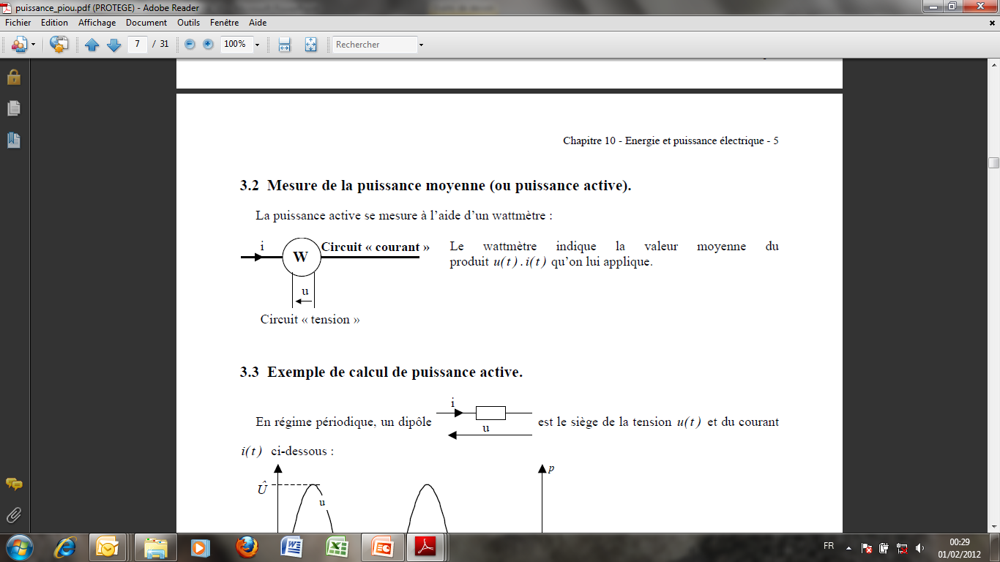 puissance_piou.pdf (PROTEGE) - Adobe Reader
Fichier Edition Affichage Document Outils Fenêtre Aide
7 / 31 100% Rechercher
Chapitre 10 - Energie et puissance électrique - 5
3.2 Mesure de la puissance moyenne (ou puissance active).
La puissance active se mesure à l’aide d’un wattmètre :
i
W
Circuit « courant »
u
Circuit « tension »
Le wattmètre indique la valeur moyenne du
produit u(t).i(t) qu’on lui applique.
3.3 Exemple de calcul de puissance active.
i
En régime périodique, un dipôle
u
est le siège de la tension u(t) et du courant
i(t) ci-dessous :
Û
u
p
FR
00:29
01/02/2012